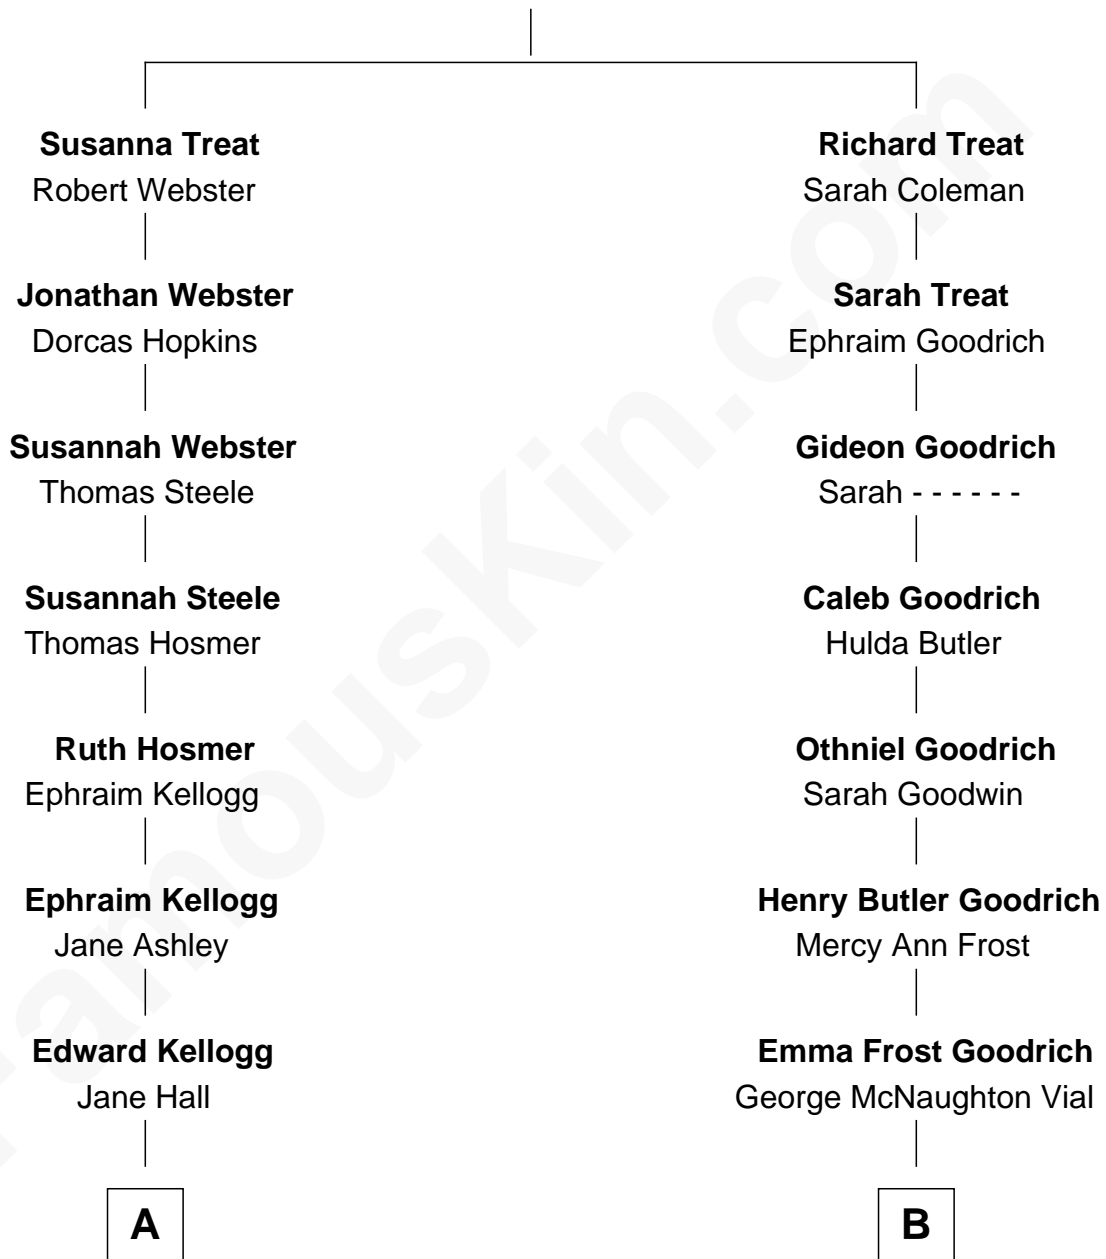 Susanna Treat
Robert Webster
Jonathan Webster
Dorcas Hopkins
Susannah Webster
Thomas Steele
Susannah Steele
Thomas Hosmer
Ruth Hosmer
Ephraim Kellogg
Ephraim Kellogg
Jane Ashley
Edward Kellogg
Jane Hall
A
Richard Treat
Sarah Coleman
Sarah Treat
Ephraim Goodrich
Gideon Goodrich
Sarah - - - - - -
Caleb Goodrich
Hulda Butler
Othniel Goodrich
Sarah Goodwin
Henry Butler Goodrich
Mercy Ann Frost
Emma Frost Goodrich
George McNaughton Vial
B
FamousKin.com